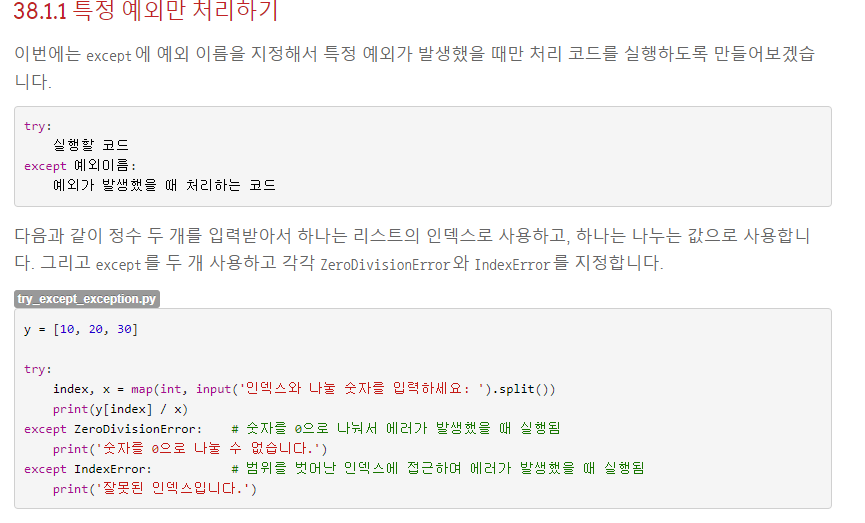 38.1.1 특정 예외만 처리하기
이번에는 except에 예외 이름을 지정해서 특정 예외가 발생했을 때만 처리 코드를 실행하도록 만들어보겠습
니다.
try:
    실행할 코드
except 예외이름:
    예외가 발생했을 때 처리하는 코드
다음과 같이 정수 두 개를 입력받아서 하나는 리스트의 인덱스로 사용하고, 하나는 나누는 값으로 사용합니
다. 그리고 except를 두 개 사용하고 각각 ZeroDivisionError와 IndexError를 지정합니다.
try_except_exception.py
y = [10, 20, 30]
try:
    index, x = map(int, input('인덱스와 나눌 숫자를 입력하세요: ').split())
    print(y[index] / x)
except ZeroDivisionError:    # 숫자를 0으로 나눠서 에러가 발생했을 때 실행됨
    print('숫자를 0으로 나눌 수 없습니다.')
except IndexError:           # 범위를 벗어난 인덱스에 접근하여 에러가 발생했을 때 실행됨
    print('잘못된 인덱스입니다.')